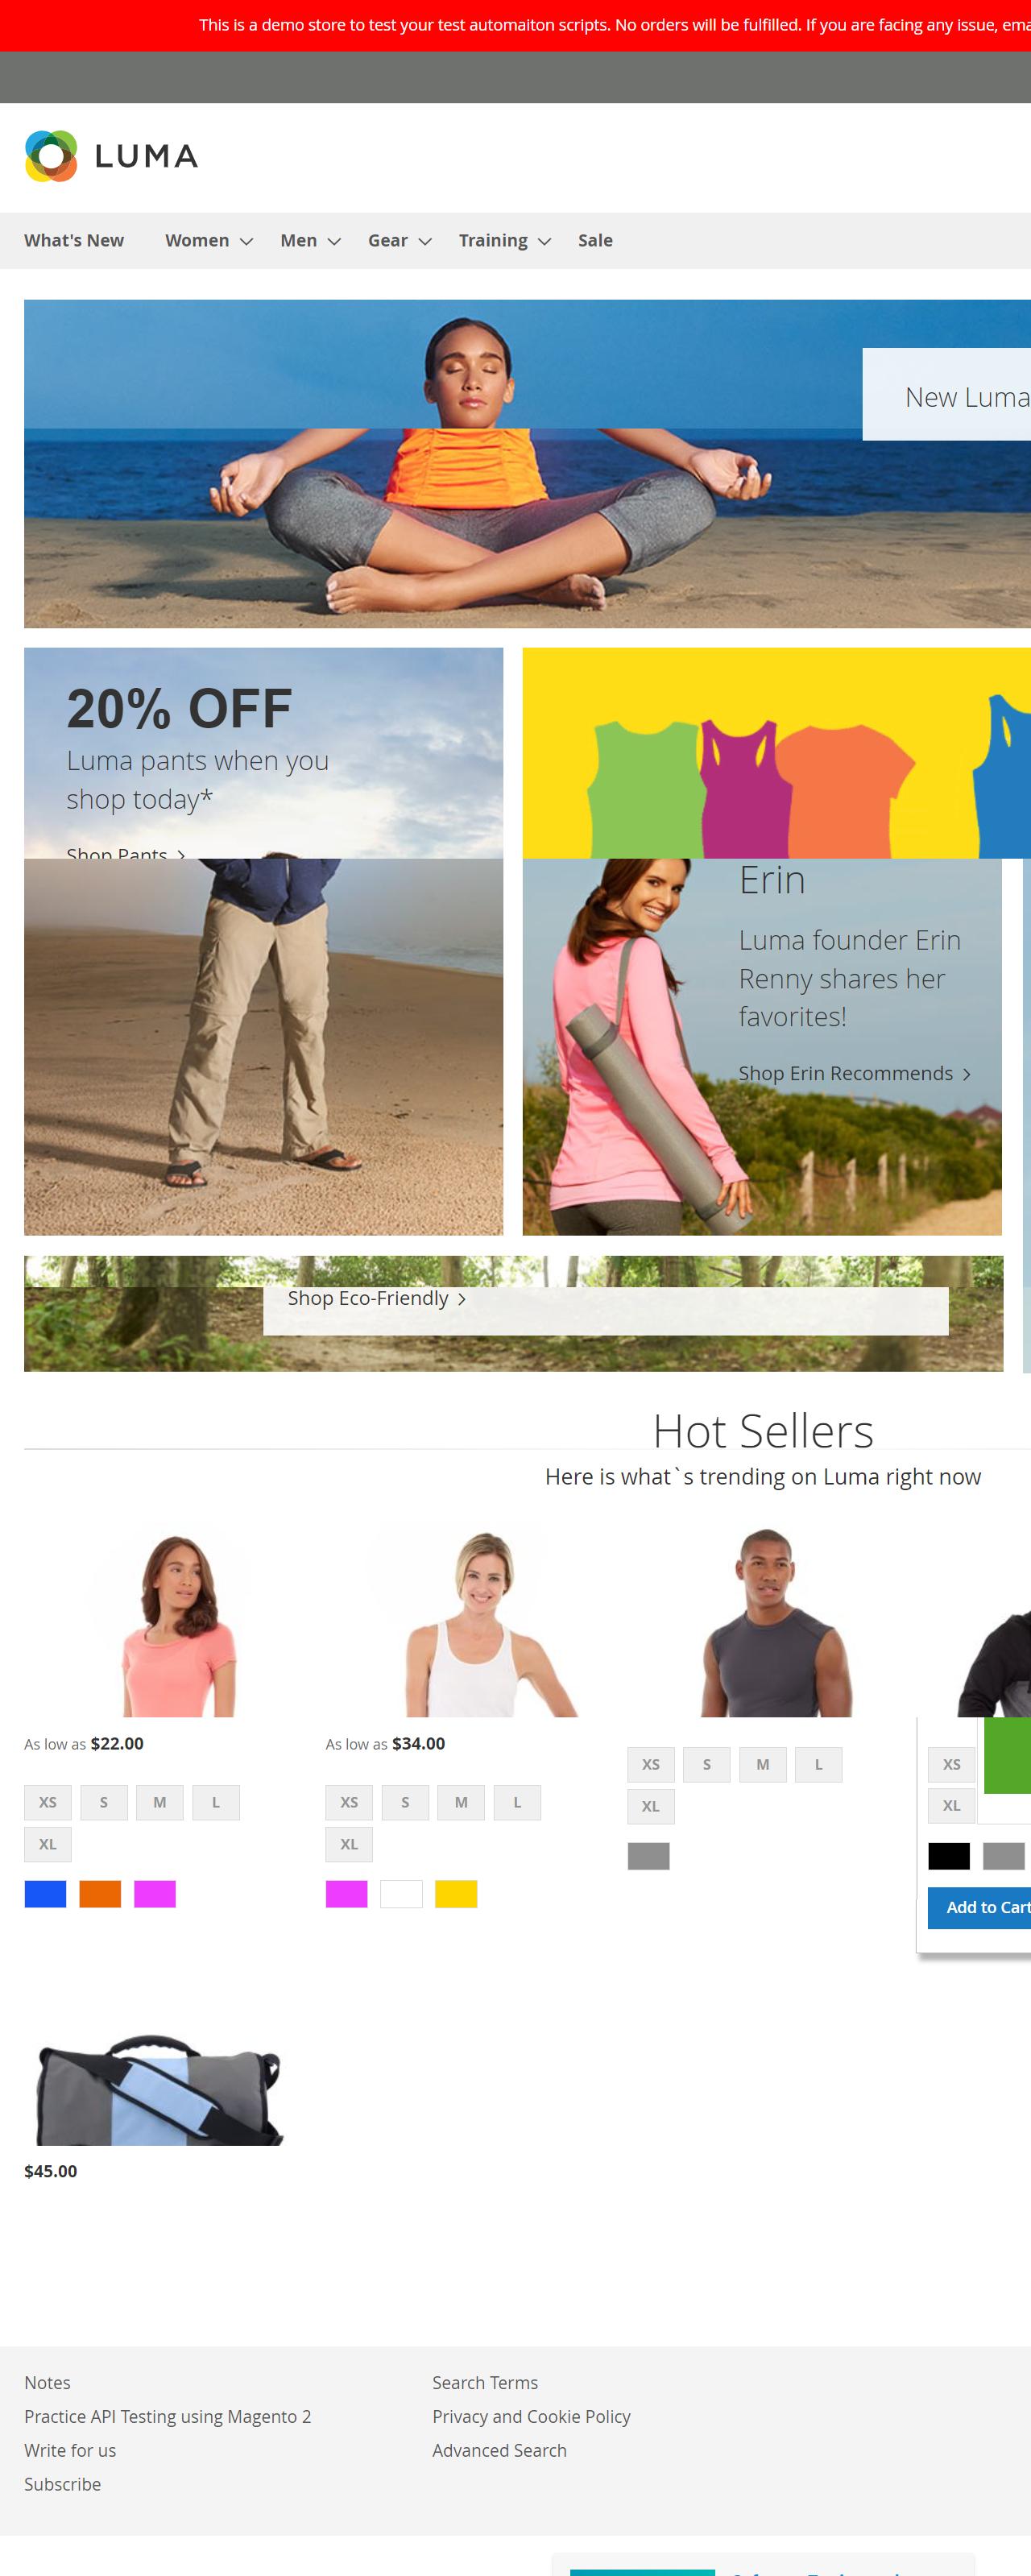 This is a demo store to test your test automaiton scripts. No orders will be fulfilled. If you are facing any issue,
LUMA
What's New Women Men Gear Training Sale
New Luma
20% OFF
Luma pants when you
shop today*
Shop Pants
Erin
Luma founder Erin
Renny shares her
favorites!
Shop Erin Recommends
Shop Eco-Friendly
Hot Sellers
Here is what`s trending on Luma right now
As low as $22.00
XS S M L
XL
As low as $34.00
XS S M L
XL
XS S M L
XL
XS
XL
Add to Cart
$45.00
Notes
Practice API Testing using Magento 2
Write for us
Subscribe
Search Terms
Privacy and Cookie Policy
Advanced Search